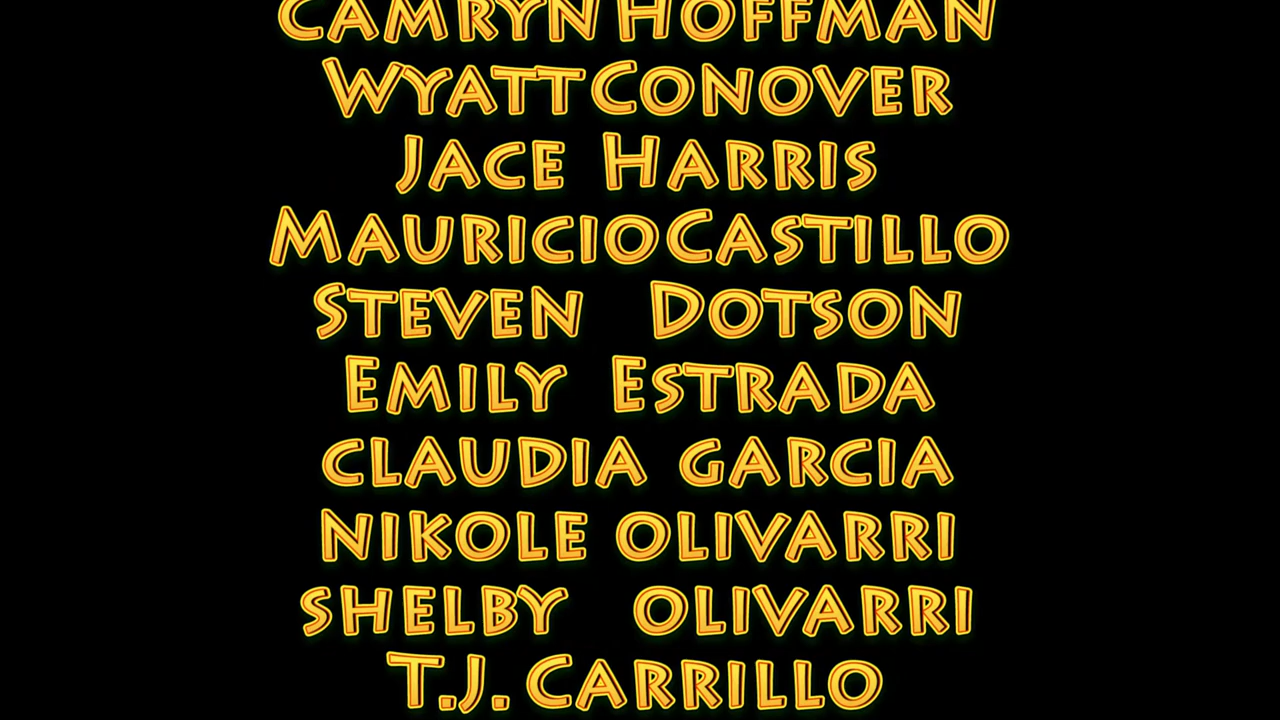 CAMRYN HOFFMAN
WYATT CONOVER
JACE HARRIS
MAURICIO CASTILLO
STEVEN DOTSON
EMILY ESTRADA
CLAUDIA GARCIA
NIKOLE OLIVARRI
SHELBY OLIVARRI
T.J. CARRILLO